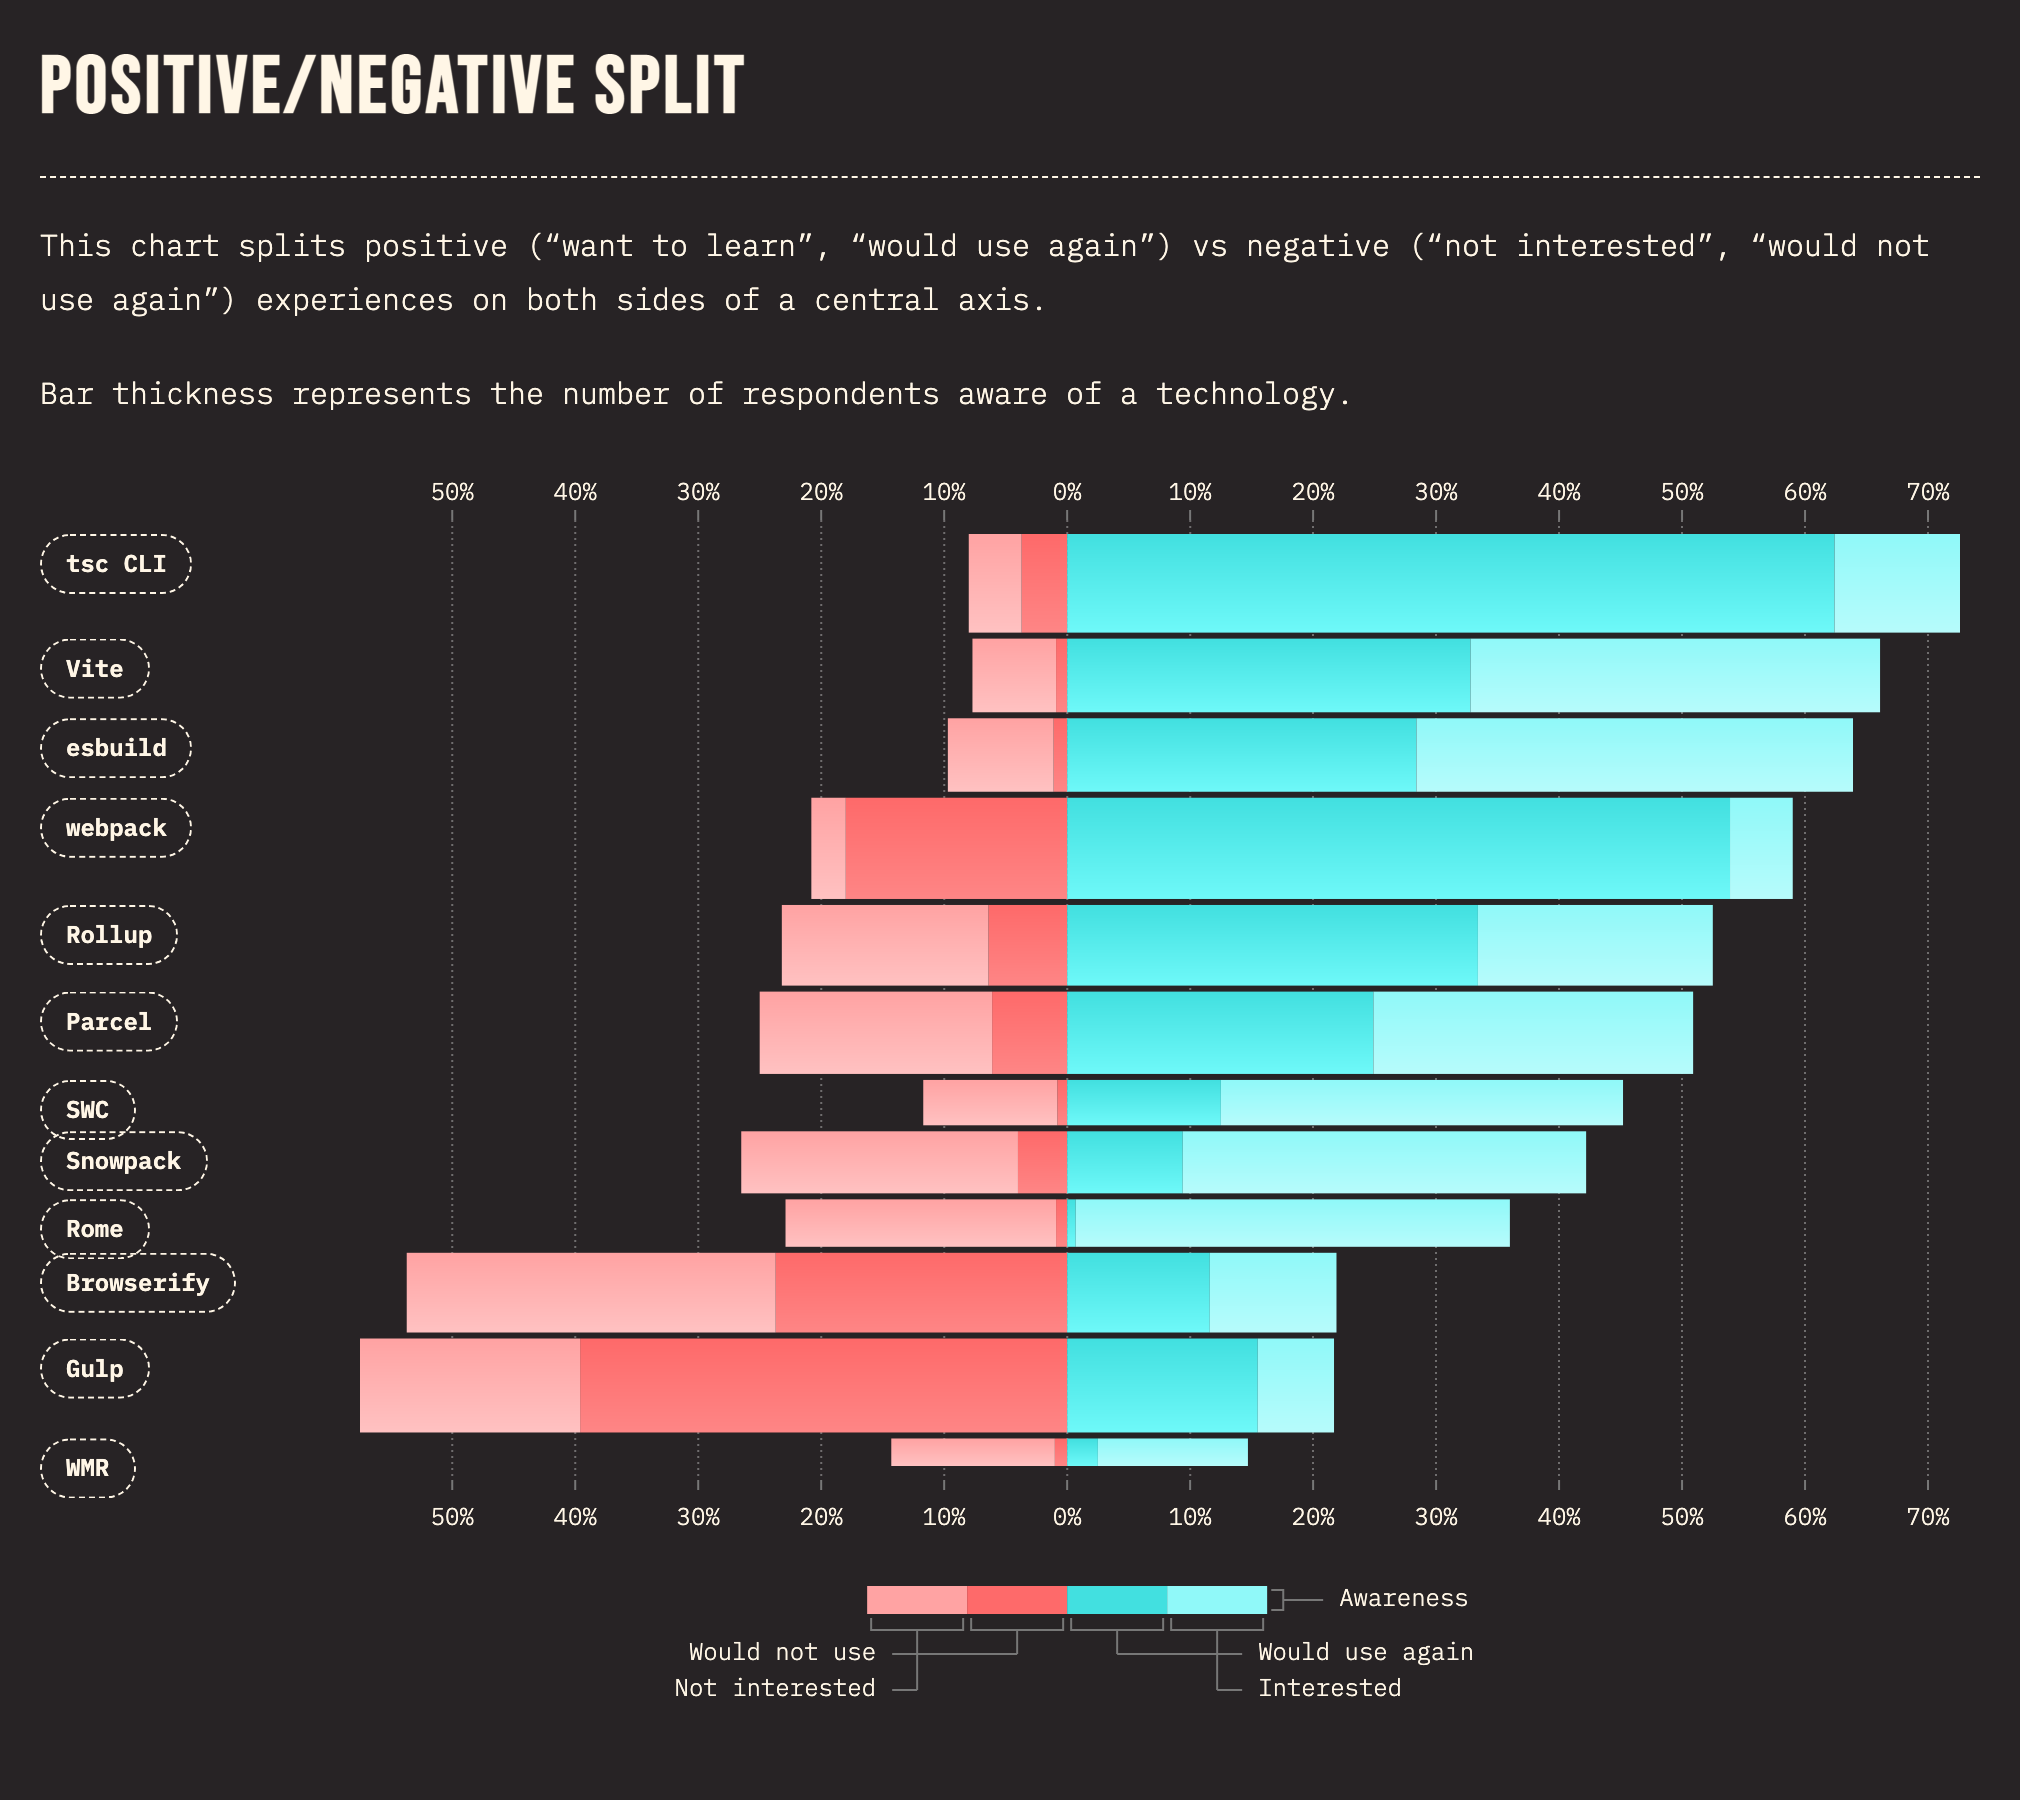 POSITIVE/NEGATIVE SPLIT
This chart splits positive (“want to learn”, “would use again”) vs negative (“not interested”, “would not
use again”) experiences on both sides of a central axis.
Bar thickness represents the number of respondents aware of a technology.
50% 40% 30% 20% 10% 0% 10% 20% 30% 40% 50% 60% 70%
tsc CLI
Vite
esbuild
webpack
Rollup
Parcel
SWC
Snowpack
Rome
Browserify
Gulp
WMR
50% 40% 30% 20% 10% 0% 10% 20% 30% 40% 50% 60% 70%
Awareness
Would not use Would use again
Not interested Interested